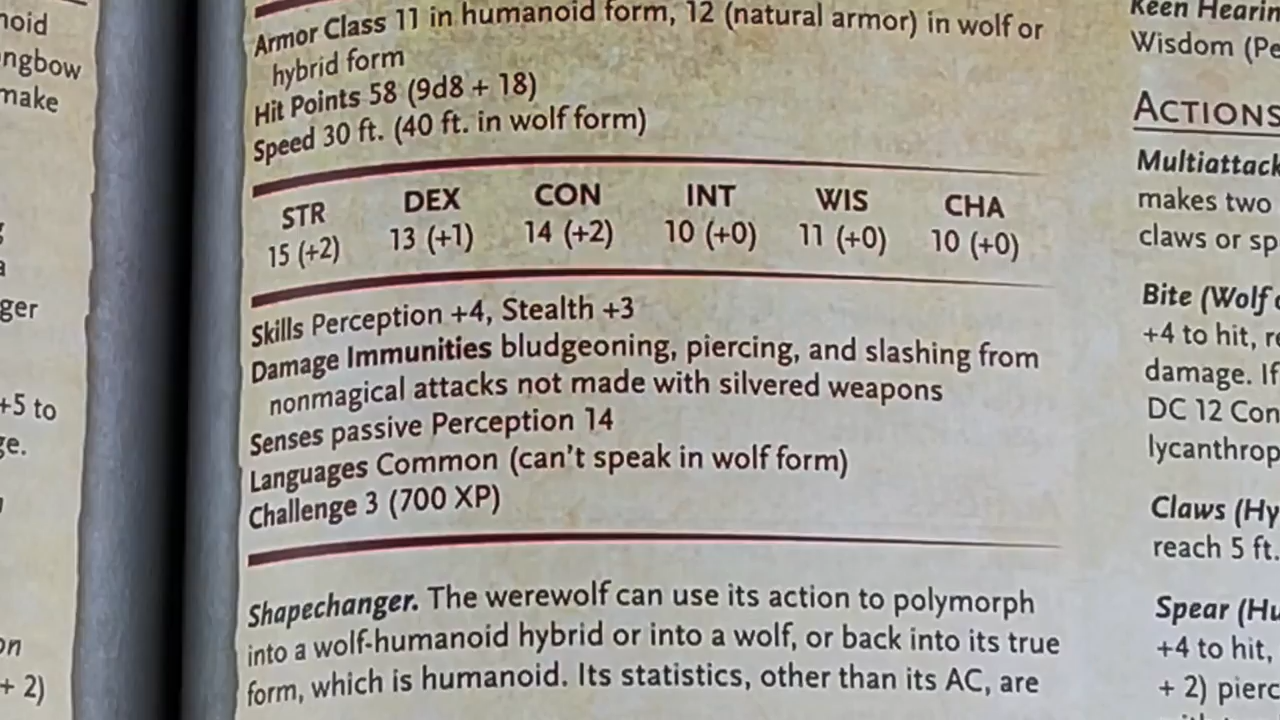 noid
ngbow
make
ger
+5 to
ge.
on
+ 2)
Armor Class 11 in humanoid form, 12 (natural armor) in wolf or
hybrid form
Hit Points 58 (9d8 + 18)
Speed 30 ft. (40 ft. in wolf form)
STR DEX CON INT WIS CHA
15 (+2) 13 (+1) 14 (+2) 10 (+0) 11 (+0) 10 (+0)
Skills Perception +4, Stealth +3
Damage Immunities bludgeoning, piercing, and slashing from
nonmagical attacks not made with silvered weapons
Senses passive Perception 14
Languages Common (can't speak in wolf form)
Challenge 3 (700 XP)
Shapechanger. The werewolf can use its action to polymorph
into a wolf-humanoid hybrid or into a wolf, or back into its true
form, which is humanoid. Its statistics, other than its AC, are
Keen Hearin
Wisdom (Pe
ACTIONS
Multiattack
makes two
claws or sp
Bite (Wolf
+4 to hit, re
damage. If
DC 12 Con
lycanthrop
Claws (Hy
reach 5 ft.
Spear (Hu
+4 to hit,
+ 2) pierc